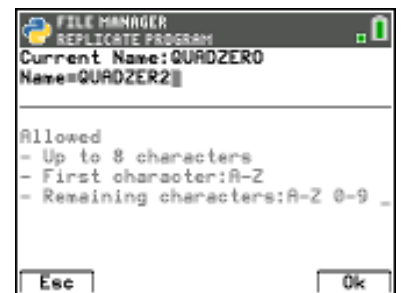 FILE MANAGER
REPLICATE PROGRAM
Current Name:QUADZERO
Name=QUADZER2
Allowed
- Up to 8 characters
- First character:A-Z
- Remaining characters:A-Z 0-9 _
Esc
Ok